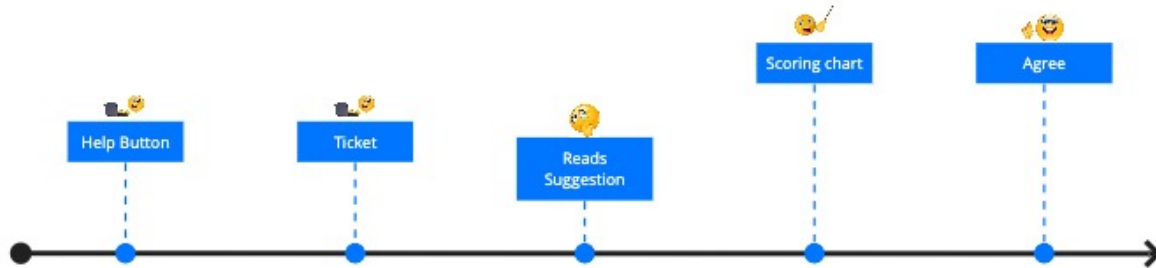 Help Button
Ticket
Reads
Suggestion
Scoring chart
Agree